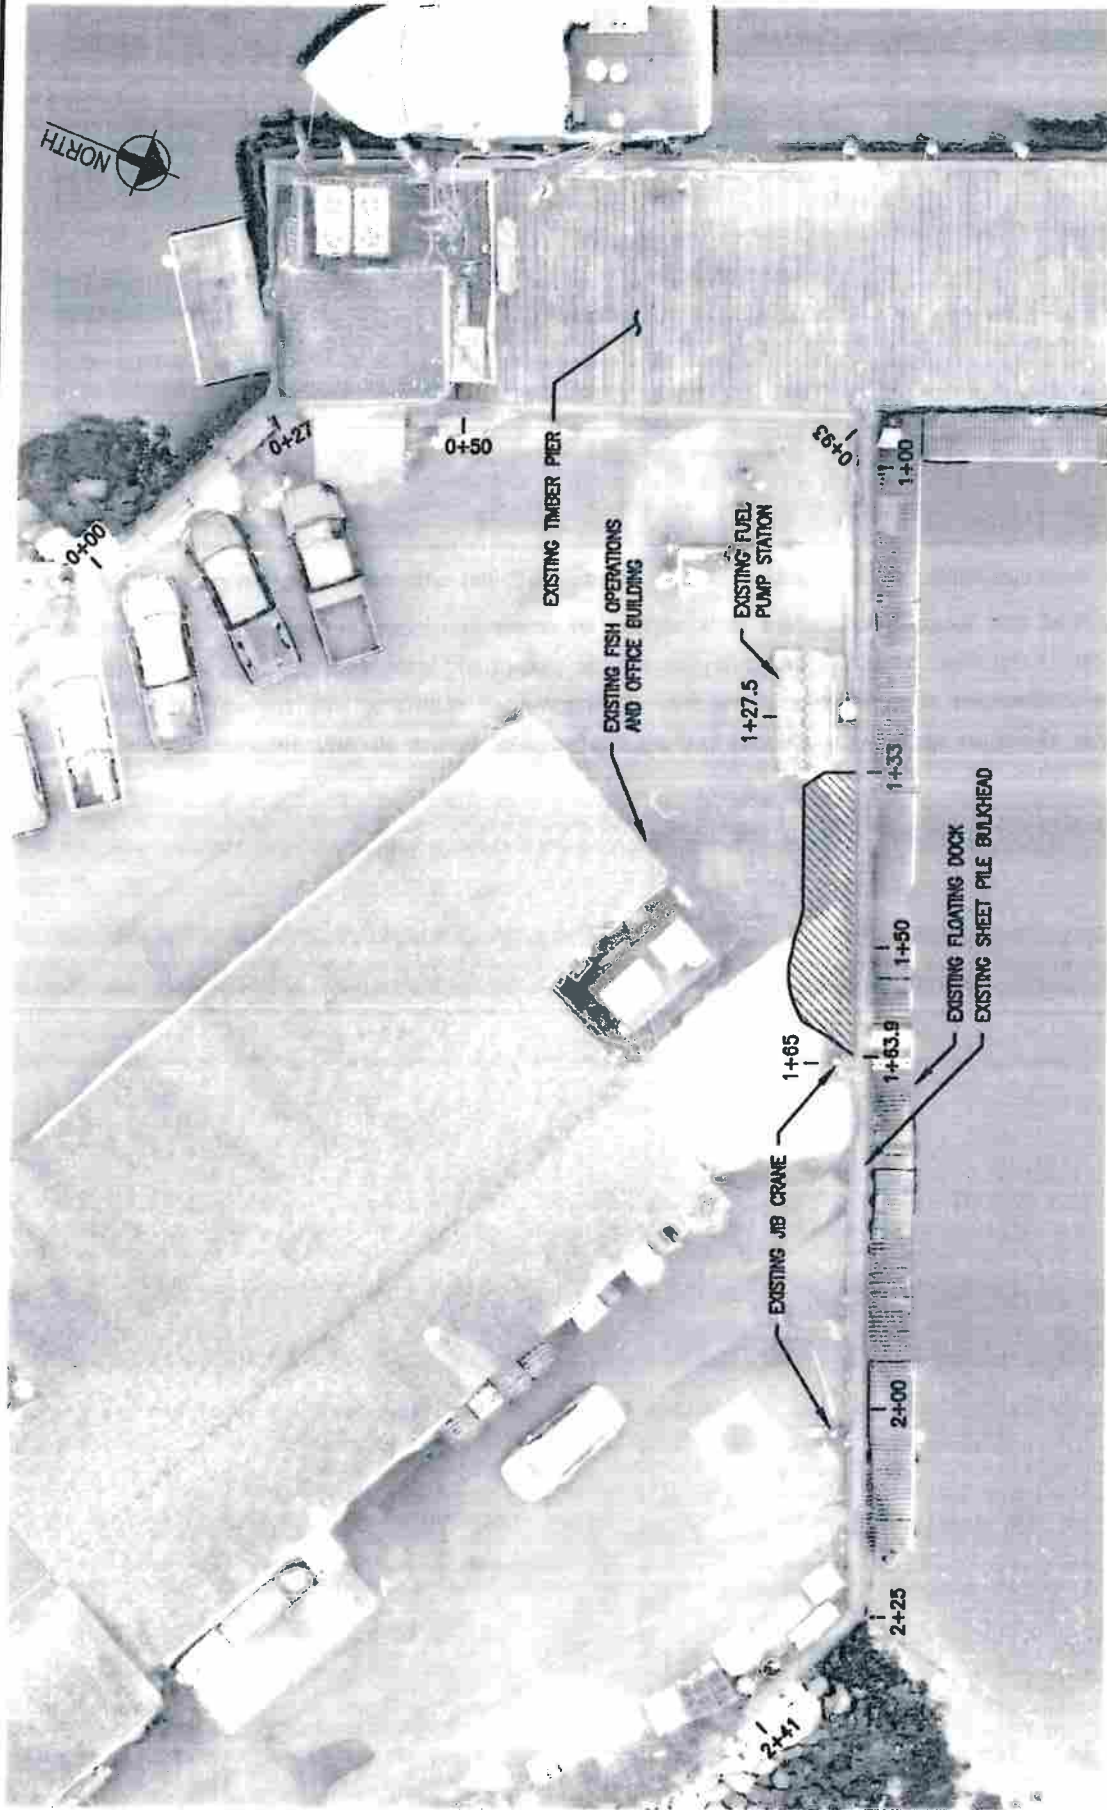 NORTH
0+00
0+27
0+50
0+93
1+00
EXISTING TIMBER PIER
EXISTING FISH OPERATIONS
AND OFFICE BUILDING
EXISTING FUEL
PUMP STATION
1+27.5
1+33
1+50
1+65
1+63.9
EXISTING FLOATING DOCK
EXISTING SHEET PILE BULKHEAD
EXISTING JIB CRANE
2+00
2+25
2+41